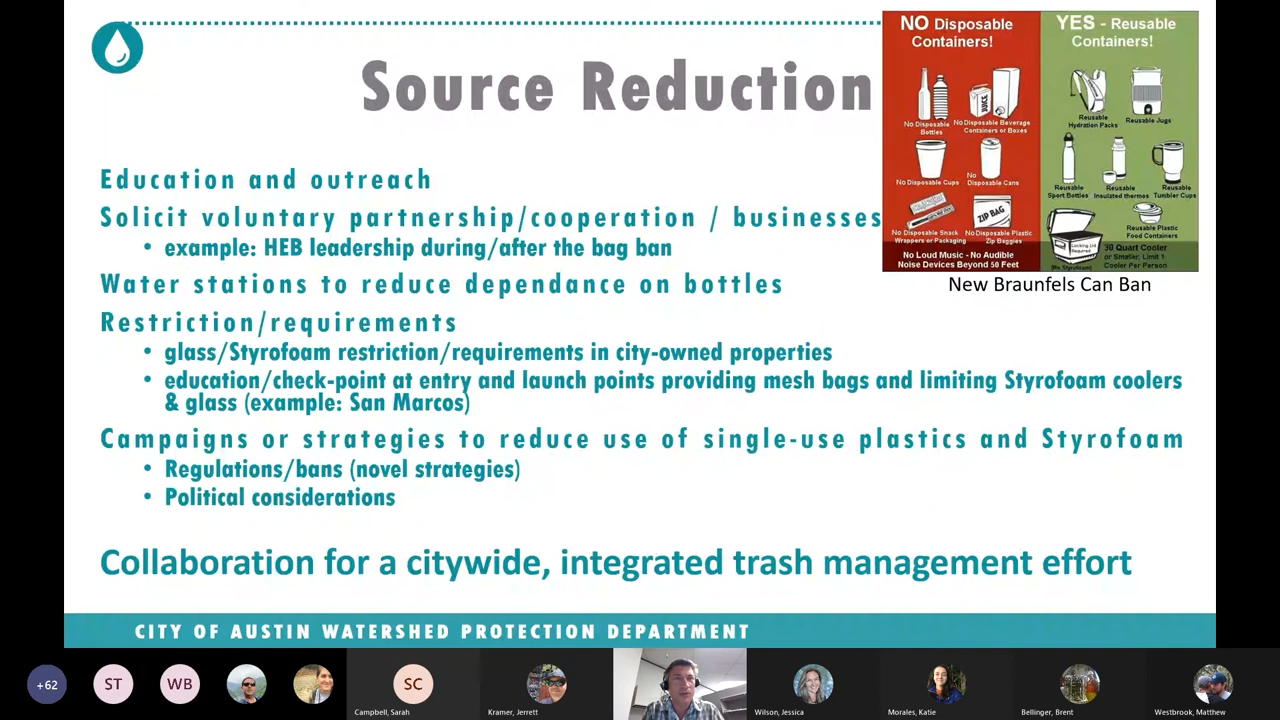 Source Reduction
NO Disposable
Containers!
No Disposable
Bottles
No Disposable Beverage
Containers or Boxes
JUICE
No Disposable Cups
No
Disposable Cans
No Disposable Snack
Wrappers or Packaging
ZIP BAG
No Disposable Plastic
Zip Baggies
No Loud Music - No Audible
Noise Devices Beyond 50 Feet
YES - Reusable
Containers!
Reusable
Hydration Packs
Reusable Jugs
Reusable
Sport Bottles
Reusable
Insulated thermos
Reusable
Tumbler Cups
Reusable Plastic
Food Containers
Locking Lid
Required
(No Styrofoam)
30 Quart Cooler
or Smaller, Limit 1
Cooler Per Person
New Braunfels Can Ban
Education and outreach
Solicit voluntary partnership/cooperation / businesses
• example: HEB leadership during/after the bag ban
Water stations to reduce dependance on bottles
Restriction/requirements
• glass/Styrofoam restriction/requirements in city-owned properties
• education/check-point at entry and launch points providing mesh bags and limiting Styrofoam coolers
& glass (example: San Marcos)
Campaigns or strategies to reduce use of single-use plastics and Styrofoam
• Regulations/bans (novel strategies)
• Political considerations
Collaboration for a citywide, integrated trash management effort
CITY OF AUSTIN WATERSHED PROTECTION DEPARTMENT
+62
ST
WB
SC
Campbell, Sarah
Kramer, Jerrett
Wilson, Jessica
Morales, Katie
Bellinger, Brent
Westbrook, Matthew